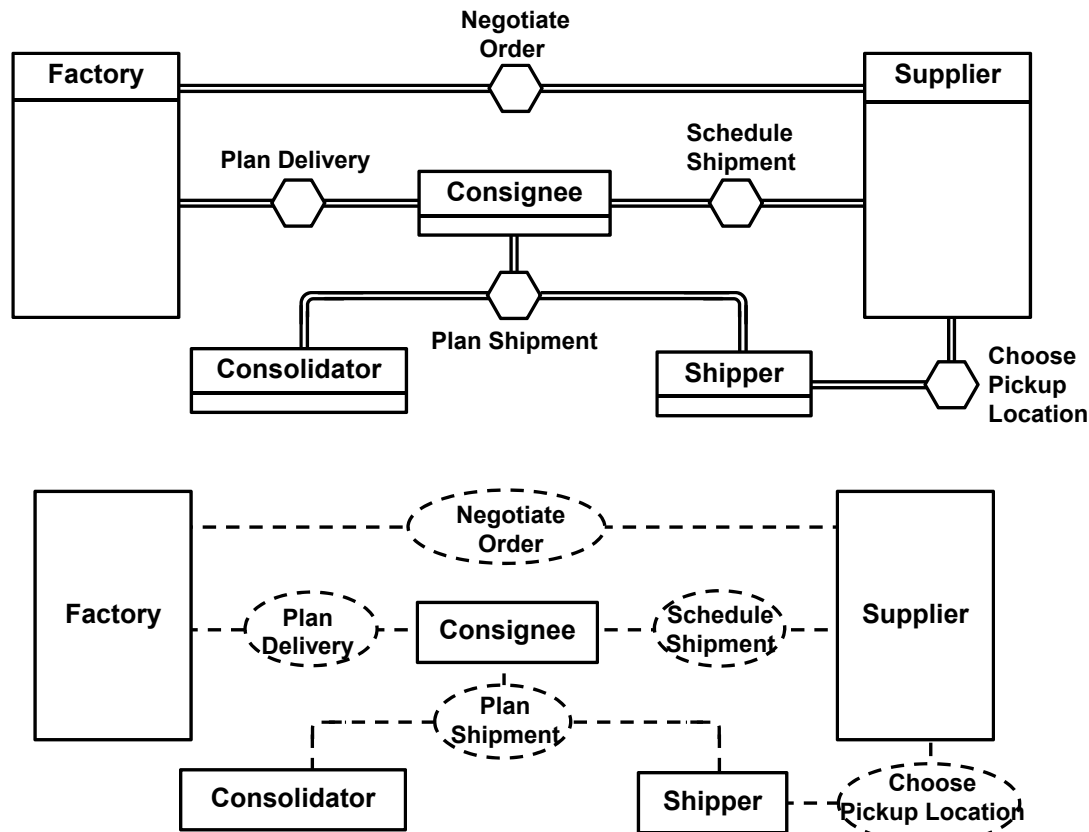 Negotiate
Order
Factory
Supplier
Plan Delivery
Schedule
Shipment
Consignee
Plan Shipment
Consolidator
Shipper
Choose
Pickup
Location
Negotiate
Order
Factory
Plan
Delivery
Consignee
Schedule
Shipment
Supplier
Plan
Shipment
Consolidator
Shipper
Choose
Pickup Location